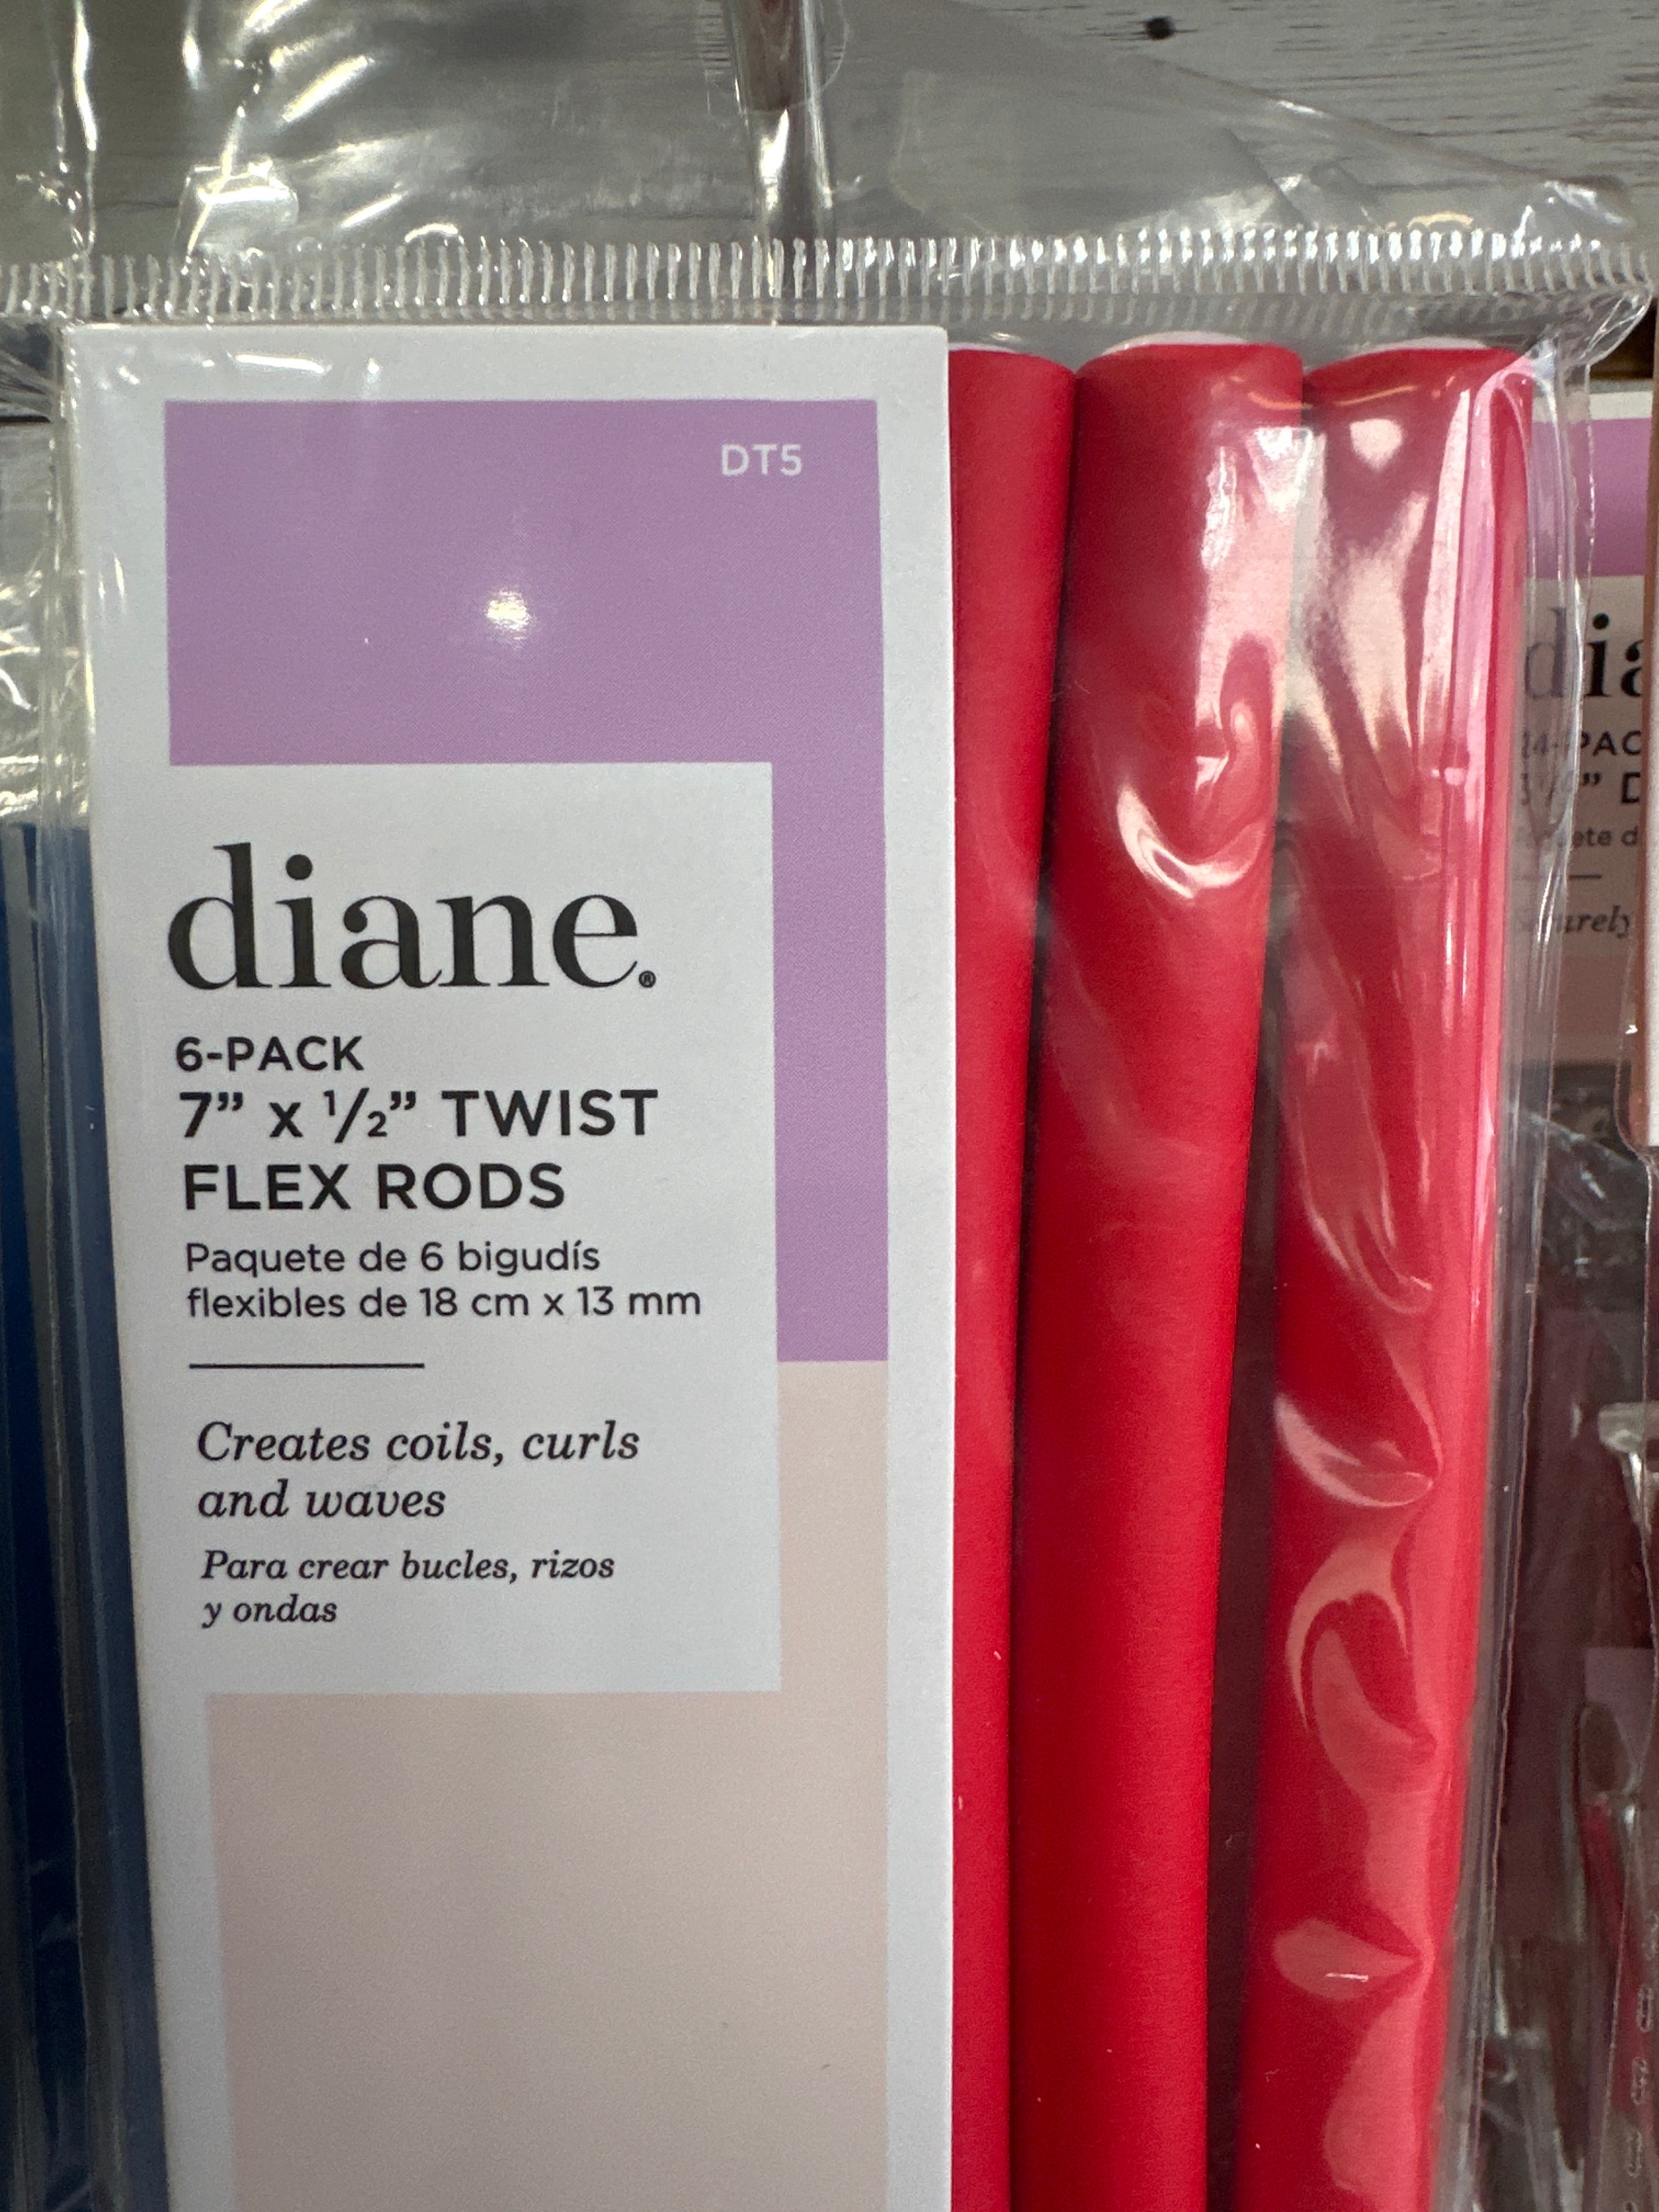 DT5
diane.®
6-PACK
7” x 1/2” TWIST
FLEX RODS
Paquete de 6 bigudís
flexibles de 18 cm x 13 mm
Creates coils, curls
and waves
Para crear bucles, rizos
y ondas